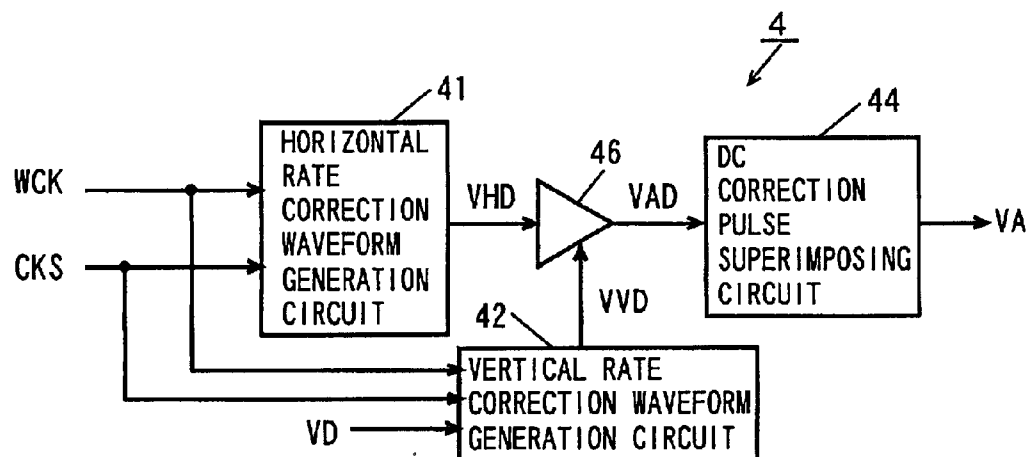 4
41
44
HORIZONTAL
RATE
CORRECTION
WAVEFORM
GENERATION
CIRCUIT
WCK
CKS
VHD
46
VAD
DC
CORRECTION
PULSE
SUPERIMPOSING
CIRCUIT
VA
VVD
42
VERTICAL RATE
CORRECTION WAVEFORM
GENERATION CIRCUIT
VD